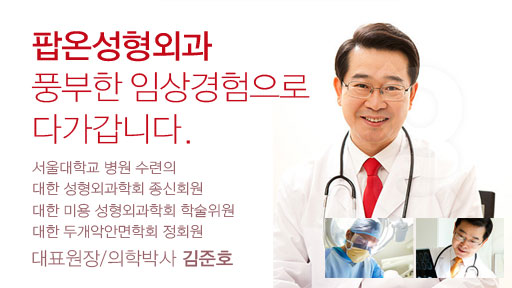 팝온성형외과
풍부한 임상경험으로
다가갑니다.
서울대학교 병원 수련의
대한 성형외과학회 종신회원
대한 미용 성형외과학회 학술위원
대한 두개악안면학회 정회원
대표원장/의학박사 김준호